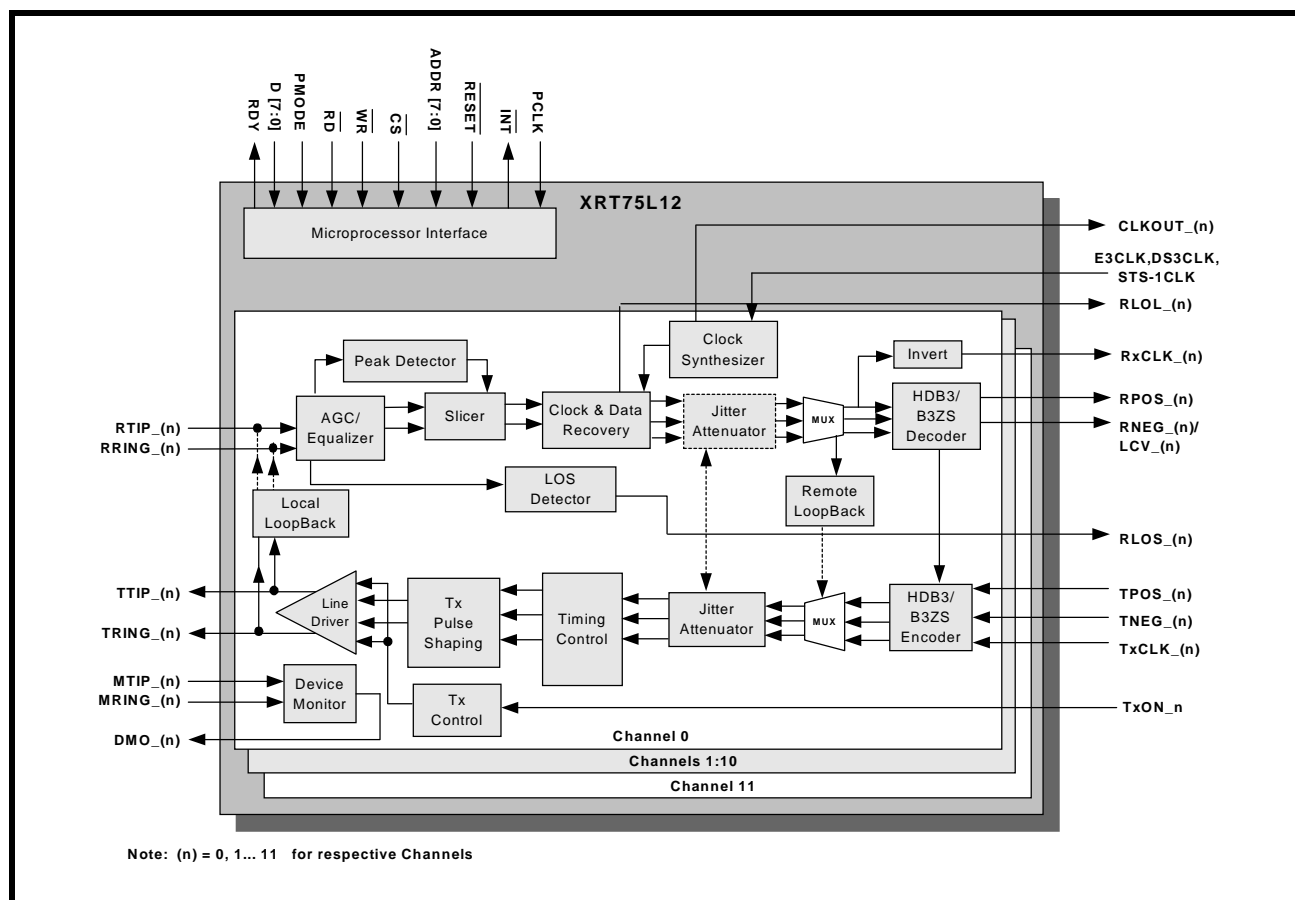 RDY
D [7:0]
PMODE
RD
WR
CS
ADDR [7:0]
RESET
INT
PCLK
XRT75L12
Microprocessor Interface
CLKOUT_(n)
E3CLK,DS3CLK,
STS-1CLK
RLOL_(n)
Peak Detector
Clock
Synthesizer
Invert
RxCLK_(n)
RTIP_(n)
RRING_(n)
AGC/
Equalizer
Slicer
Clock & Data
Recovery
Jitter
Attenuator
MUX
HDB3/
B3ZS
Decoder
RPOS_(n)
RNEG_(n)/
LCV_(n)
Local
LoopBack
LOS
Detector
Remote
LoopBack
RLOS_(n)
TTIP_(n)
TRING_(n)
Line
Driver
Tx
Pulse
Shaping
Timing
Control
Jitter
Attenuator
MUX
HDB3/
B3ZS
Encoder
TPOS_(n)
TNEG_(n)
TxCLK_(n)
MTIP_(n)
MRING_(n)
DMO_(n)
Device
Monitor
Tx
Control
TxON_n
Channel 0
Channels 1:10
Channel 11
Note: (n) = 0, 1... 11 for respective Channels